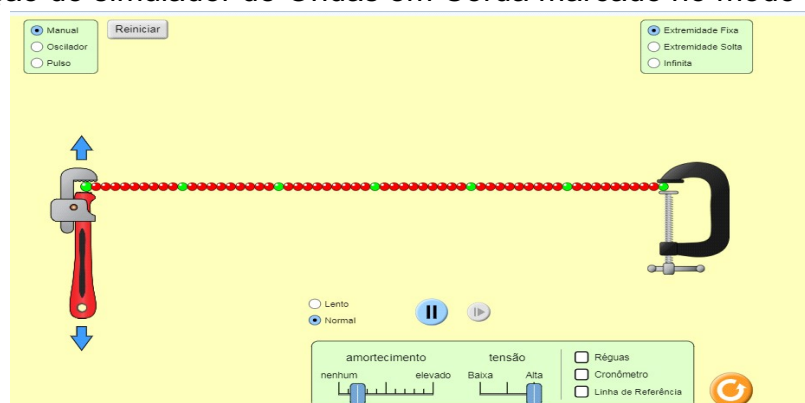 Manual
Oscilador
Pulso
Reiniciar
Extremidade Fixa
Extremidade Solta
Infinita
Lento
Normal
amortecimento
nenhum elevado
tensão
Baixa Alta
Réguas
Cronômetro
Linha de Referência